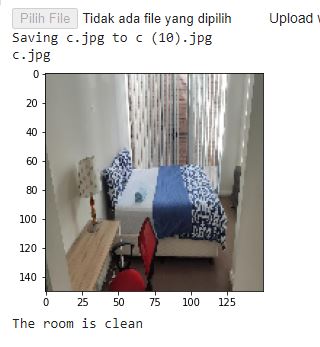 Pilih File Tidak ada file yang dipilih Upload
Saving c.jpg to c (10).jpg
c.jpg
0
20
40
60
80
100
120
140
0 25 50 75 100 125
The room is clean